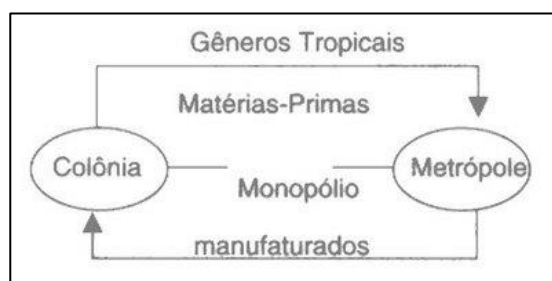 Gêneros Tropicais
Matérias-Primas
Colônia
Metrópole
Monopólio
manufaturados